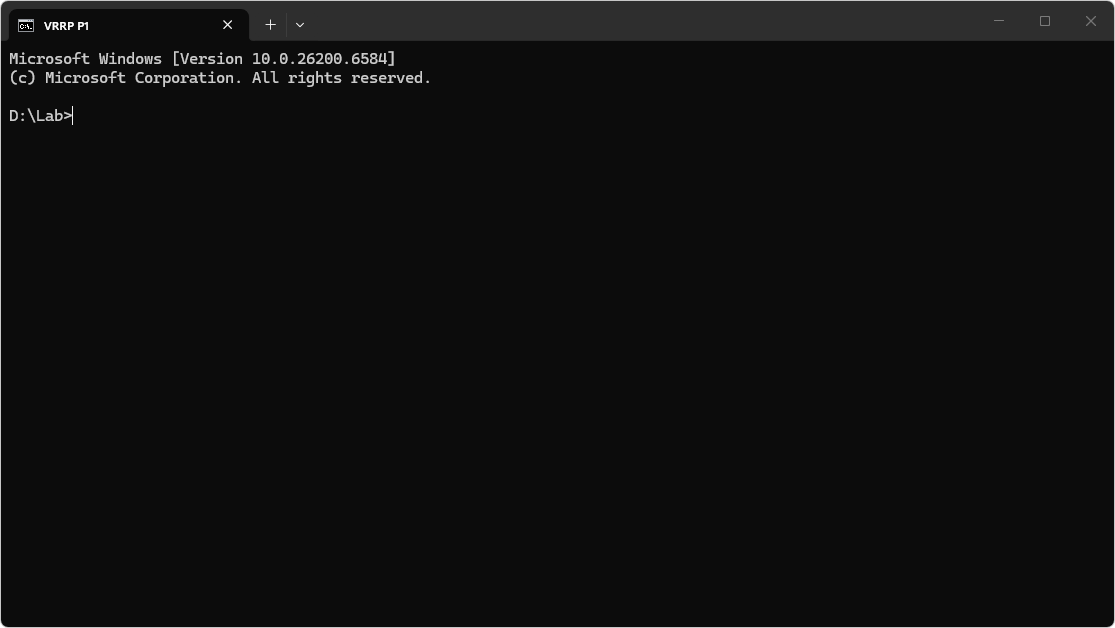 VRRP P1
Microsoft Windows [Version 10.0.26200.6584]
(c) Microsoft Corporation. All rights reserved.
D:\Lab>